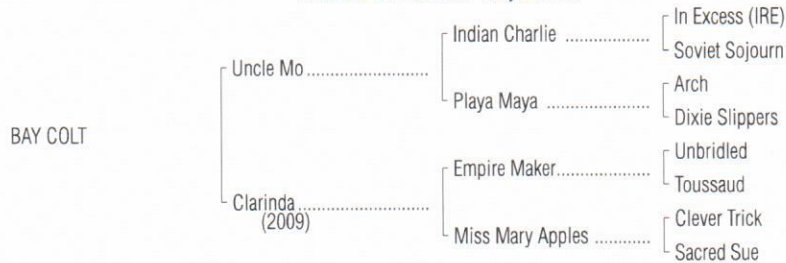 In Excess (IRE)
Indian Charlie ..................
Soviet Sojourn
Uncle Mo ..........................
Arch
Playa Maya ......................
Dixie Slippers
BAY COLT
Unbridled
Empire Maker..................
Toussaud
Clarinda............................
(2009)
Clever Trick
Miss Mary Apples ............
Sacred Sue